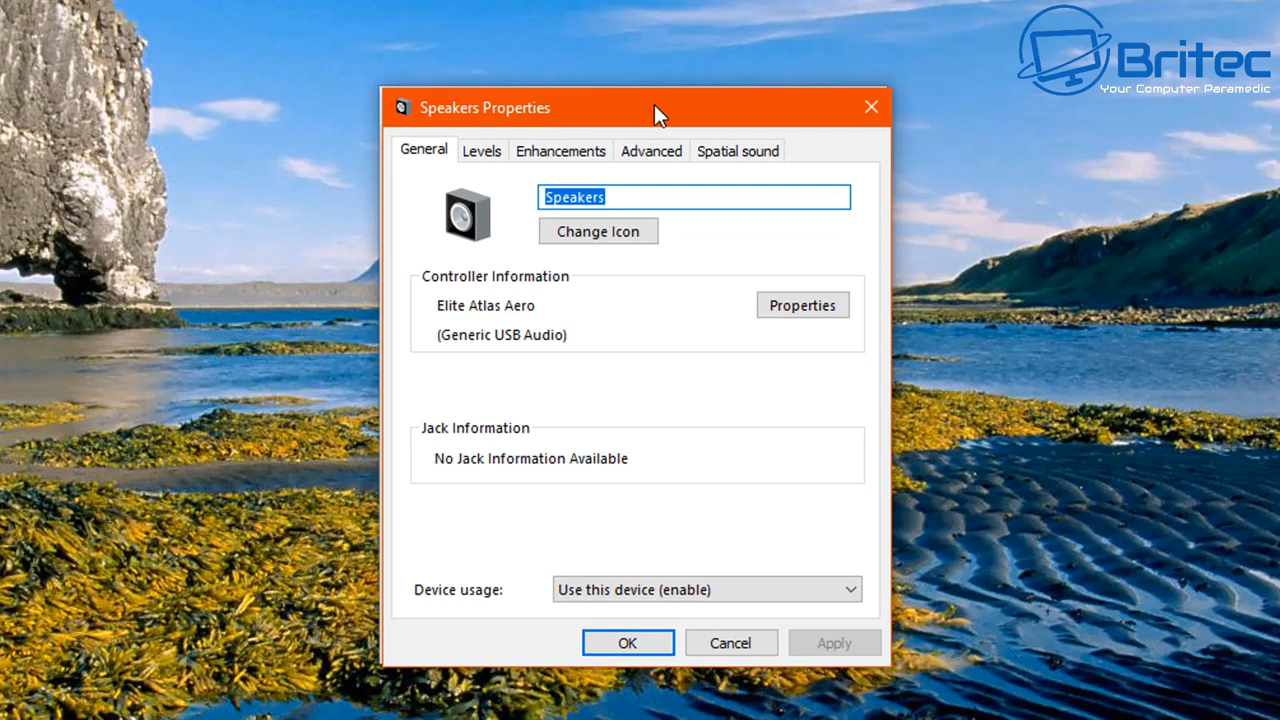 Britec
Your Computer Paramedic
Speakers Properties
General Levels Enhancements Advanced Spatial sound
Speakers
Change Icon
Controller Information
Elite Atlas Aero Properties
(Generic USB Audio)
Jack Information
No Jack Information Available
Device usage: Use this device (enable)
OK Cancel Apply